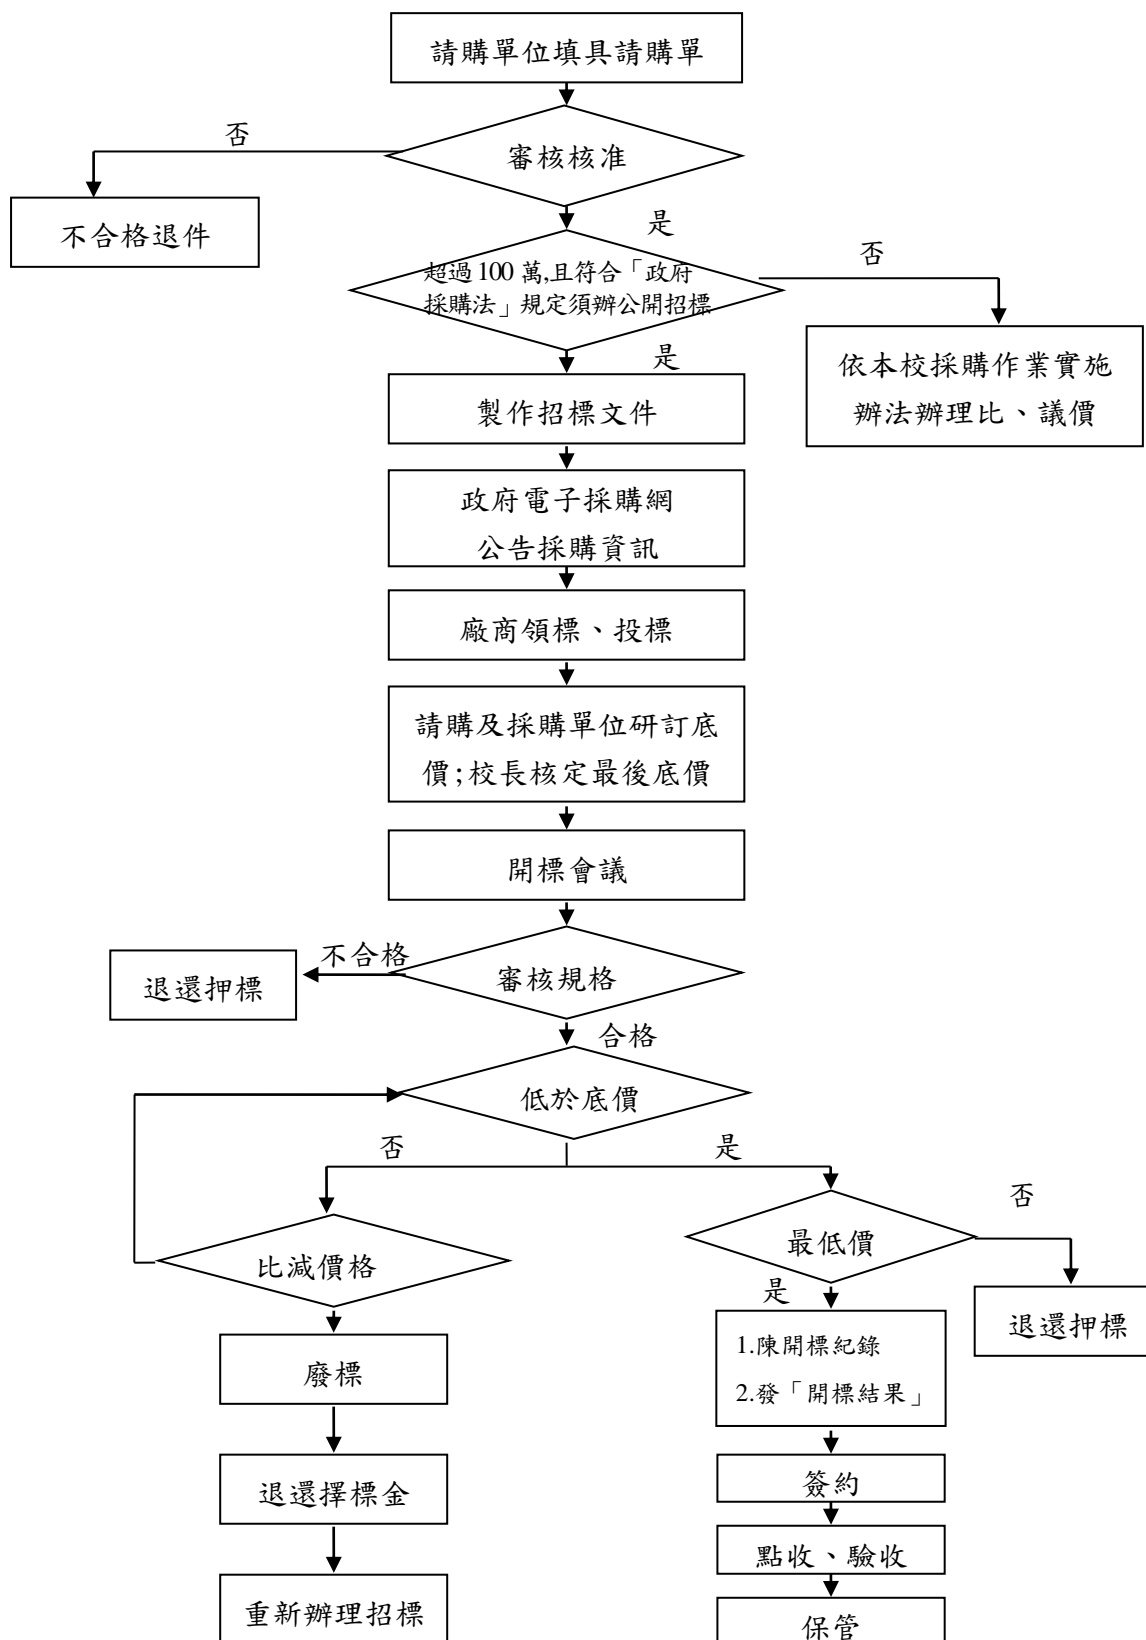 請購單位填具請購單
否
審核核准
不合格退件
是
否
超過100 萬,且符合「政府
採購法」規定須辦公開招標
是
依本校採購作業實施
辦法辦理比、議價
製作招標文件
政府電子採購網
公告採購資訊
廠商領標、投標
請購及採購單位研訂底
價;校長核定最後底價
開標會議
不合格
審核規格
退還押標
合格
低於底價
否
是
否
最低價
比減價格
是
退還押標
1.陳開標紀錄
2.發「開標結果」
廢標
簽約
退還擇標金
點收、驗收
重新辦理招標
保管